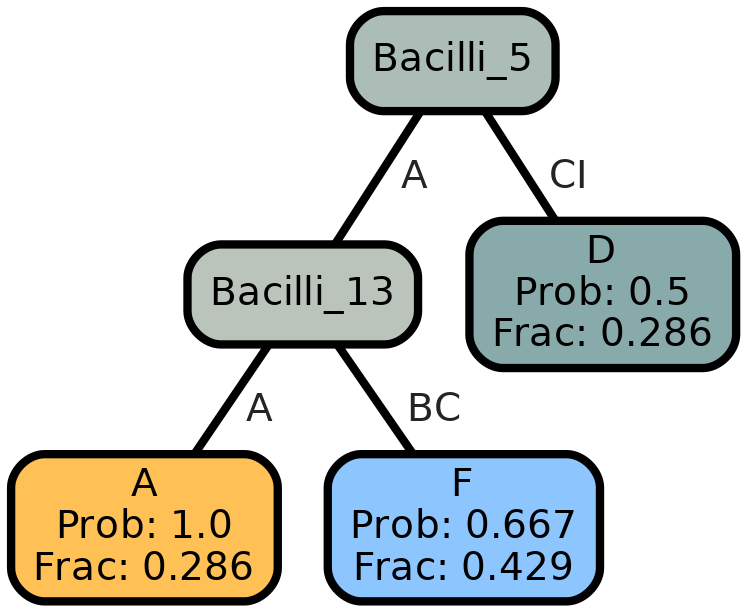 Bacilli_5
A
CI
Bacilli_13
D
Prob: 0.5
Frac: 0.286
A
BC
A
Prob: 1.0
Frac: 0.286
F
Prob: 0.667
Frac: 0.429